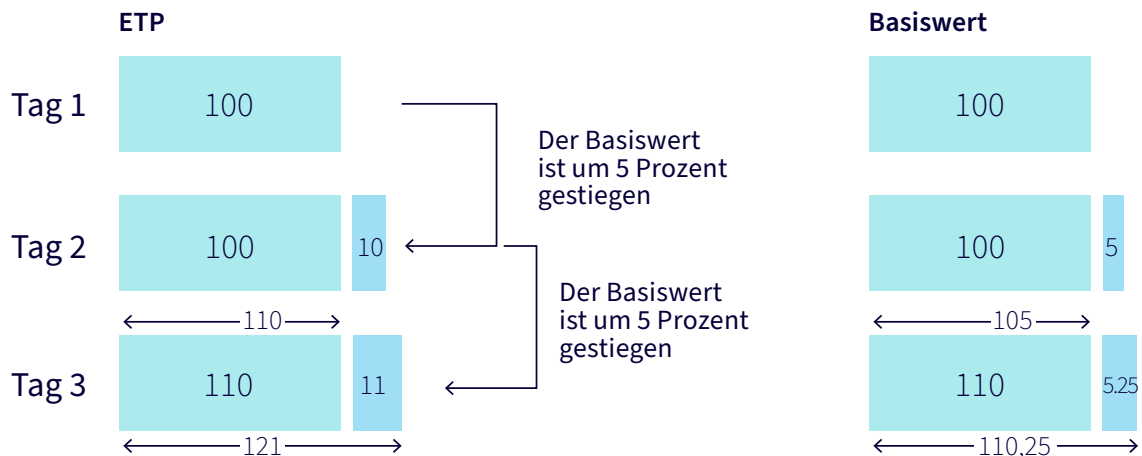 ETP
Basiswert
Tag 1
100
Der Basiswert
ist um 5 Prozent
gestiegen
100
Tag 2
100
10
100
5
110
Der Basiswert
ist um 5 Prozent
gestiegen
105
Tag 3
110
11
110
5.25
121
110,25